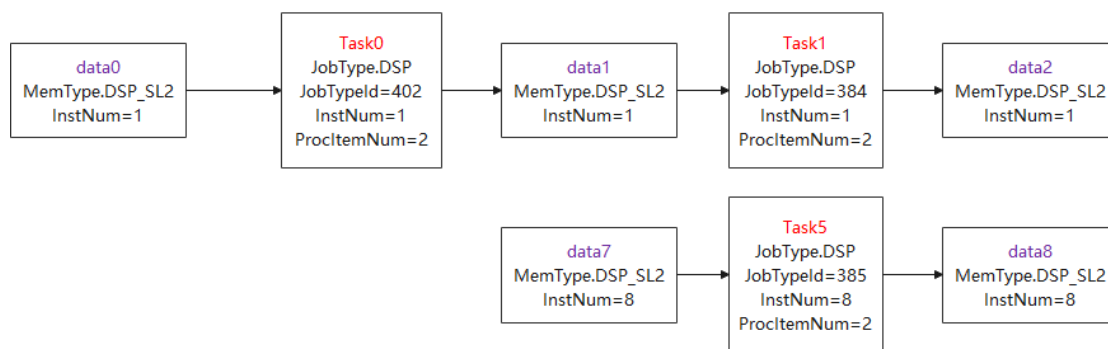 data0
MemType.DSP_SL2
InstNum=1
Task0
JobType.DSP
JobTypeId=402
InstNum=1
ProcItemNum=2
data1
MemType.DSP_SL2
InstNum=1
Task1
JobType.DSP
JobTypeId=384
InstNum=1
ProcItemNum=2
data2
MemType.DSP_SL2
InstNum=1
data7
MemType.DSP_SL2
InstNum=8
Task5
JobType.DSP
JobTypeId=385
InstNum=8
ProcItemNum=2
data8
MemType.DSP_SL2
InstNum=8